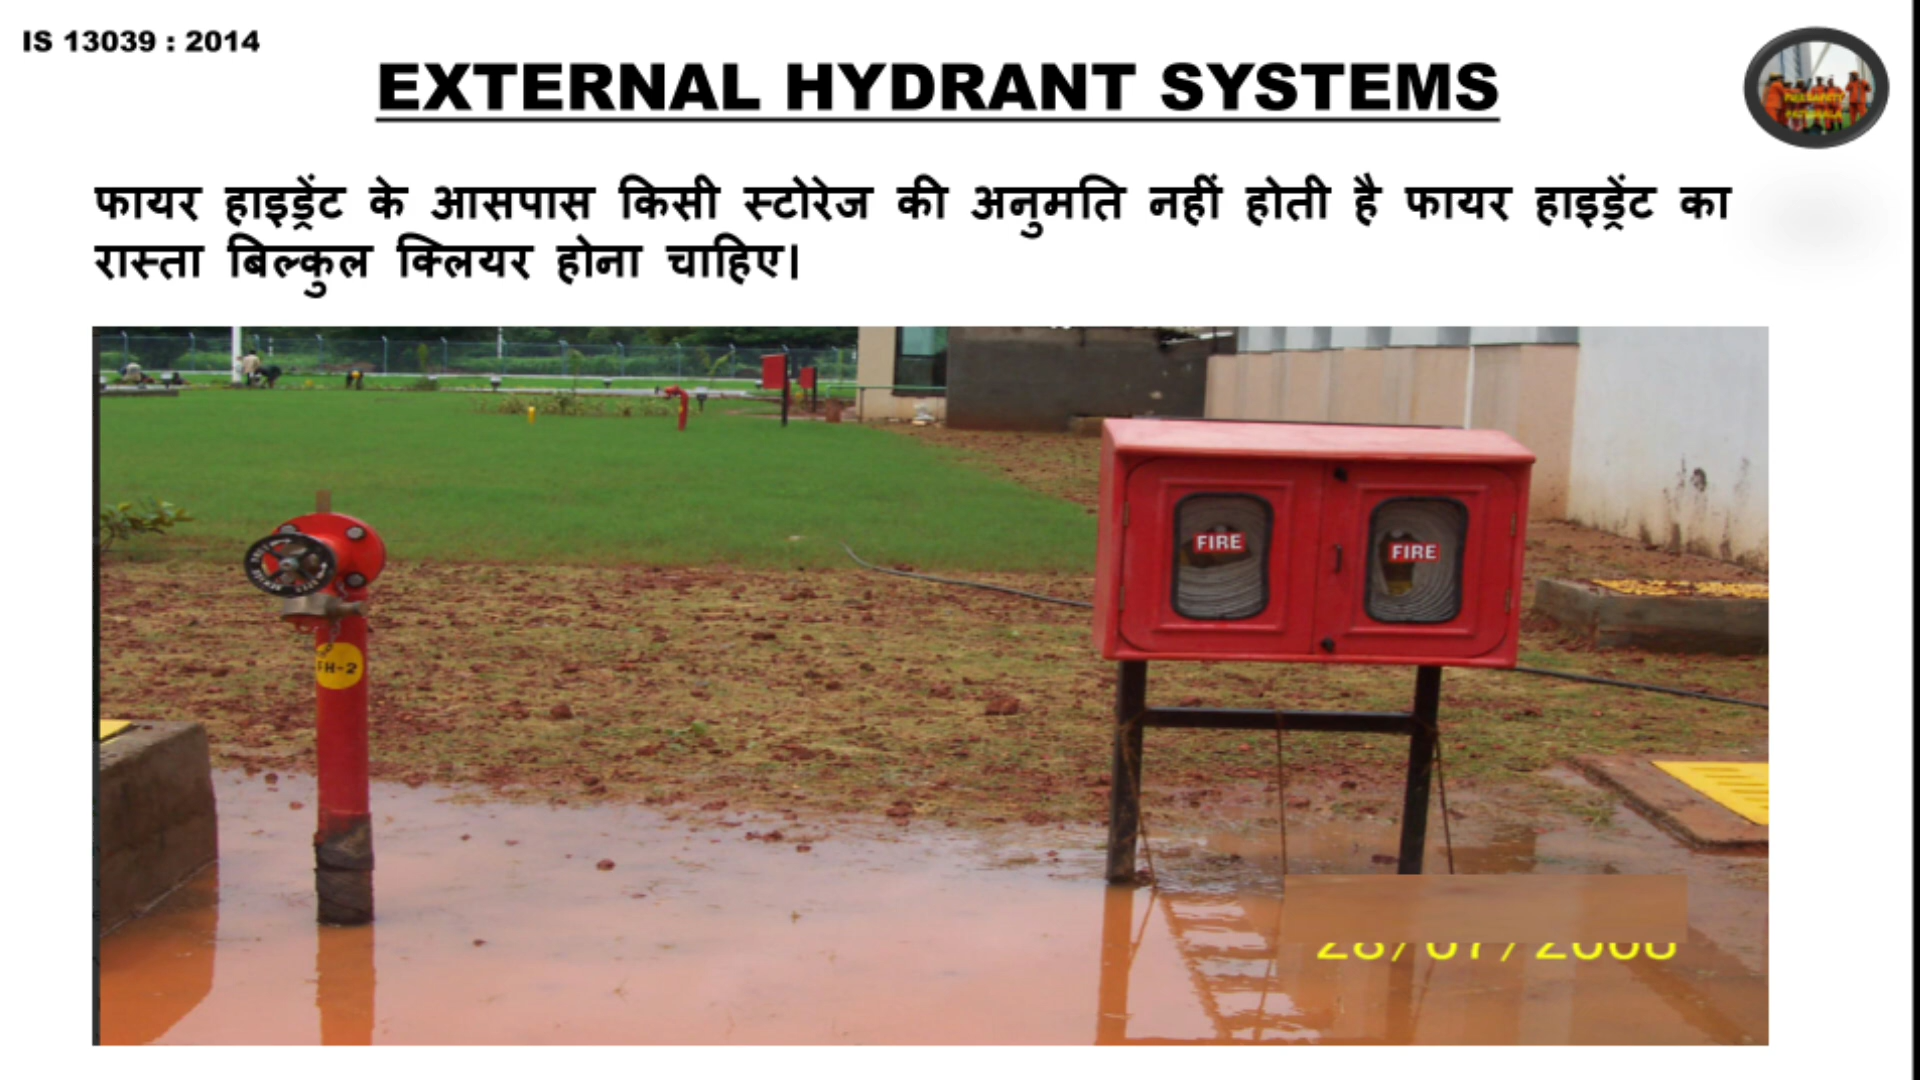 IS 13039 : 2014
EXTERNAL HYDRANT SYSTEMS
फायर हाइड्रेंट के आसपास किसी स्टोरेज की अनुमति नहीं होती है फायर हाइड्रेंट का
रास्ता बिल्कुल क्लियर होना चाहिए।
FIRE
FIRE
FH-2